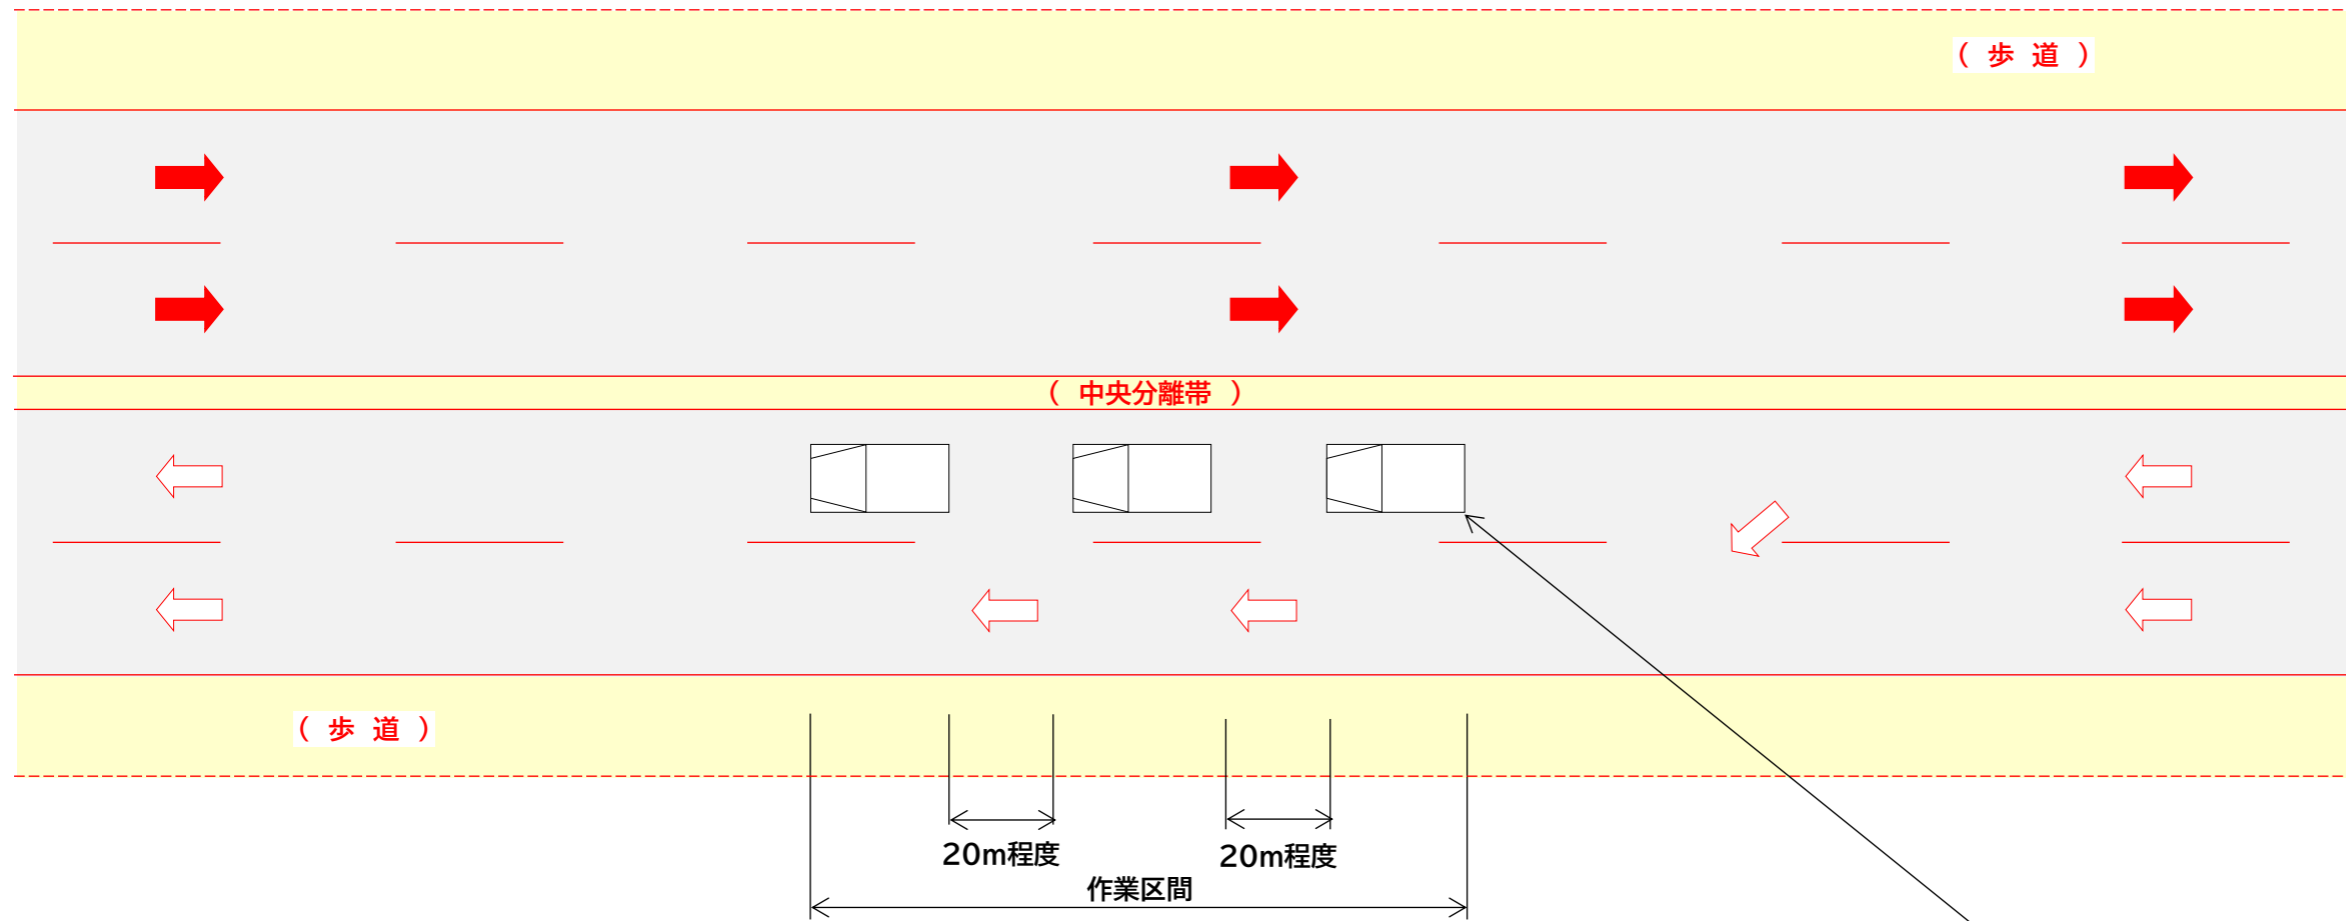 （ 歩 道 ）
（ 中央分離帯 ）
（ 歩 道 ）
20m程度
20m程度
作業区間